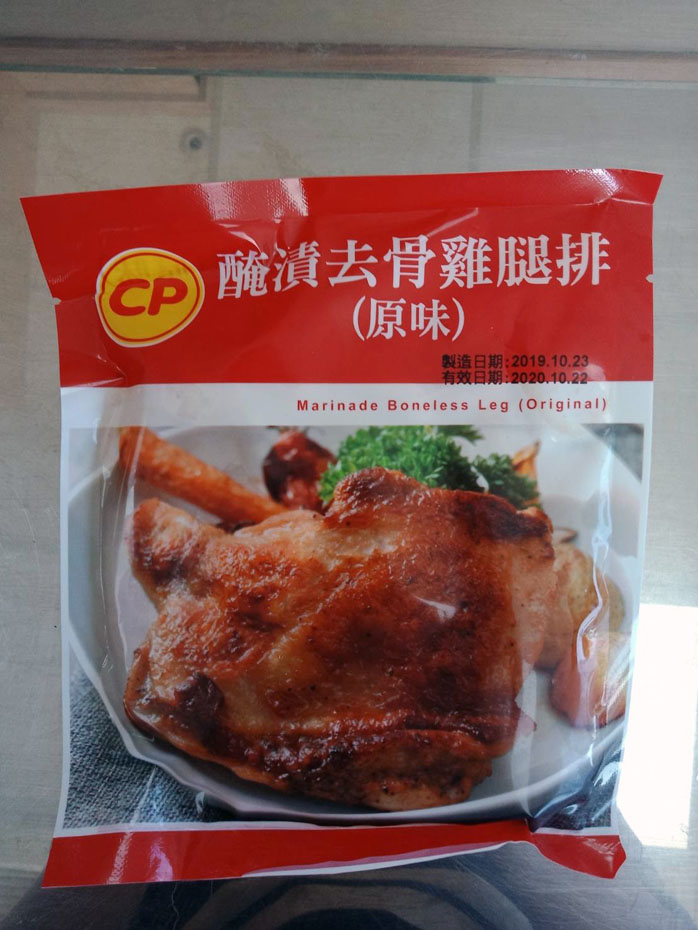 CP
醃漬去骨雞腿排
(原味)
製造日期:2019.10.23
有效日期:2020.10.22
Marinade Boneless Leg (Original)